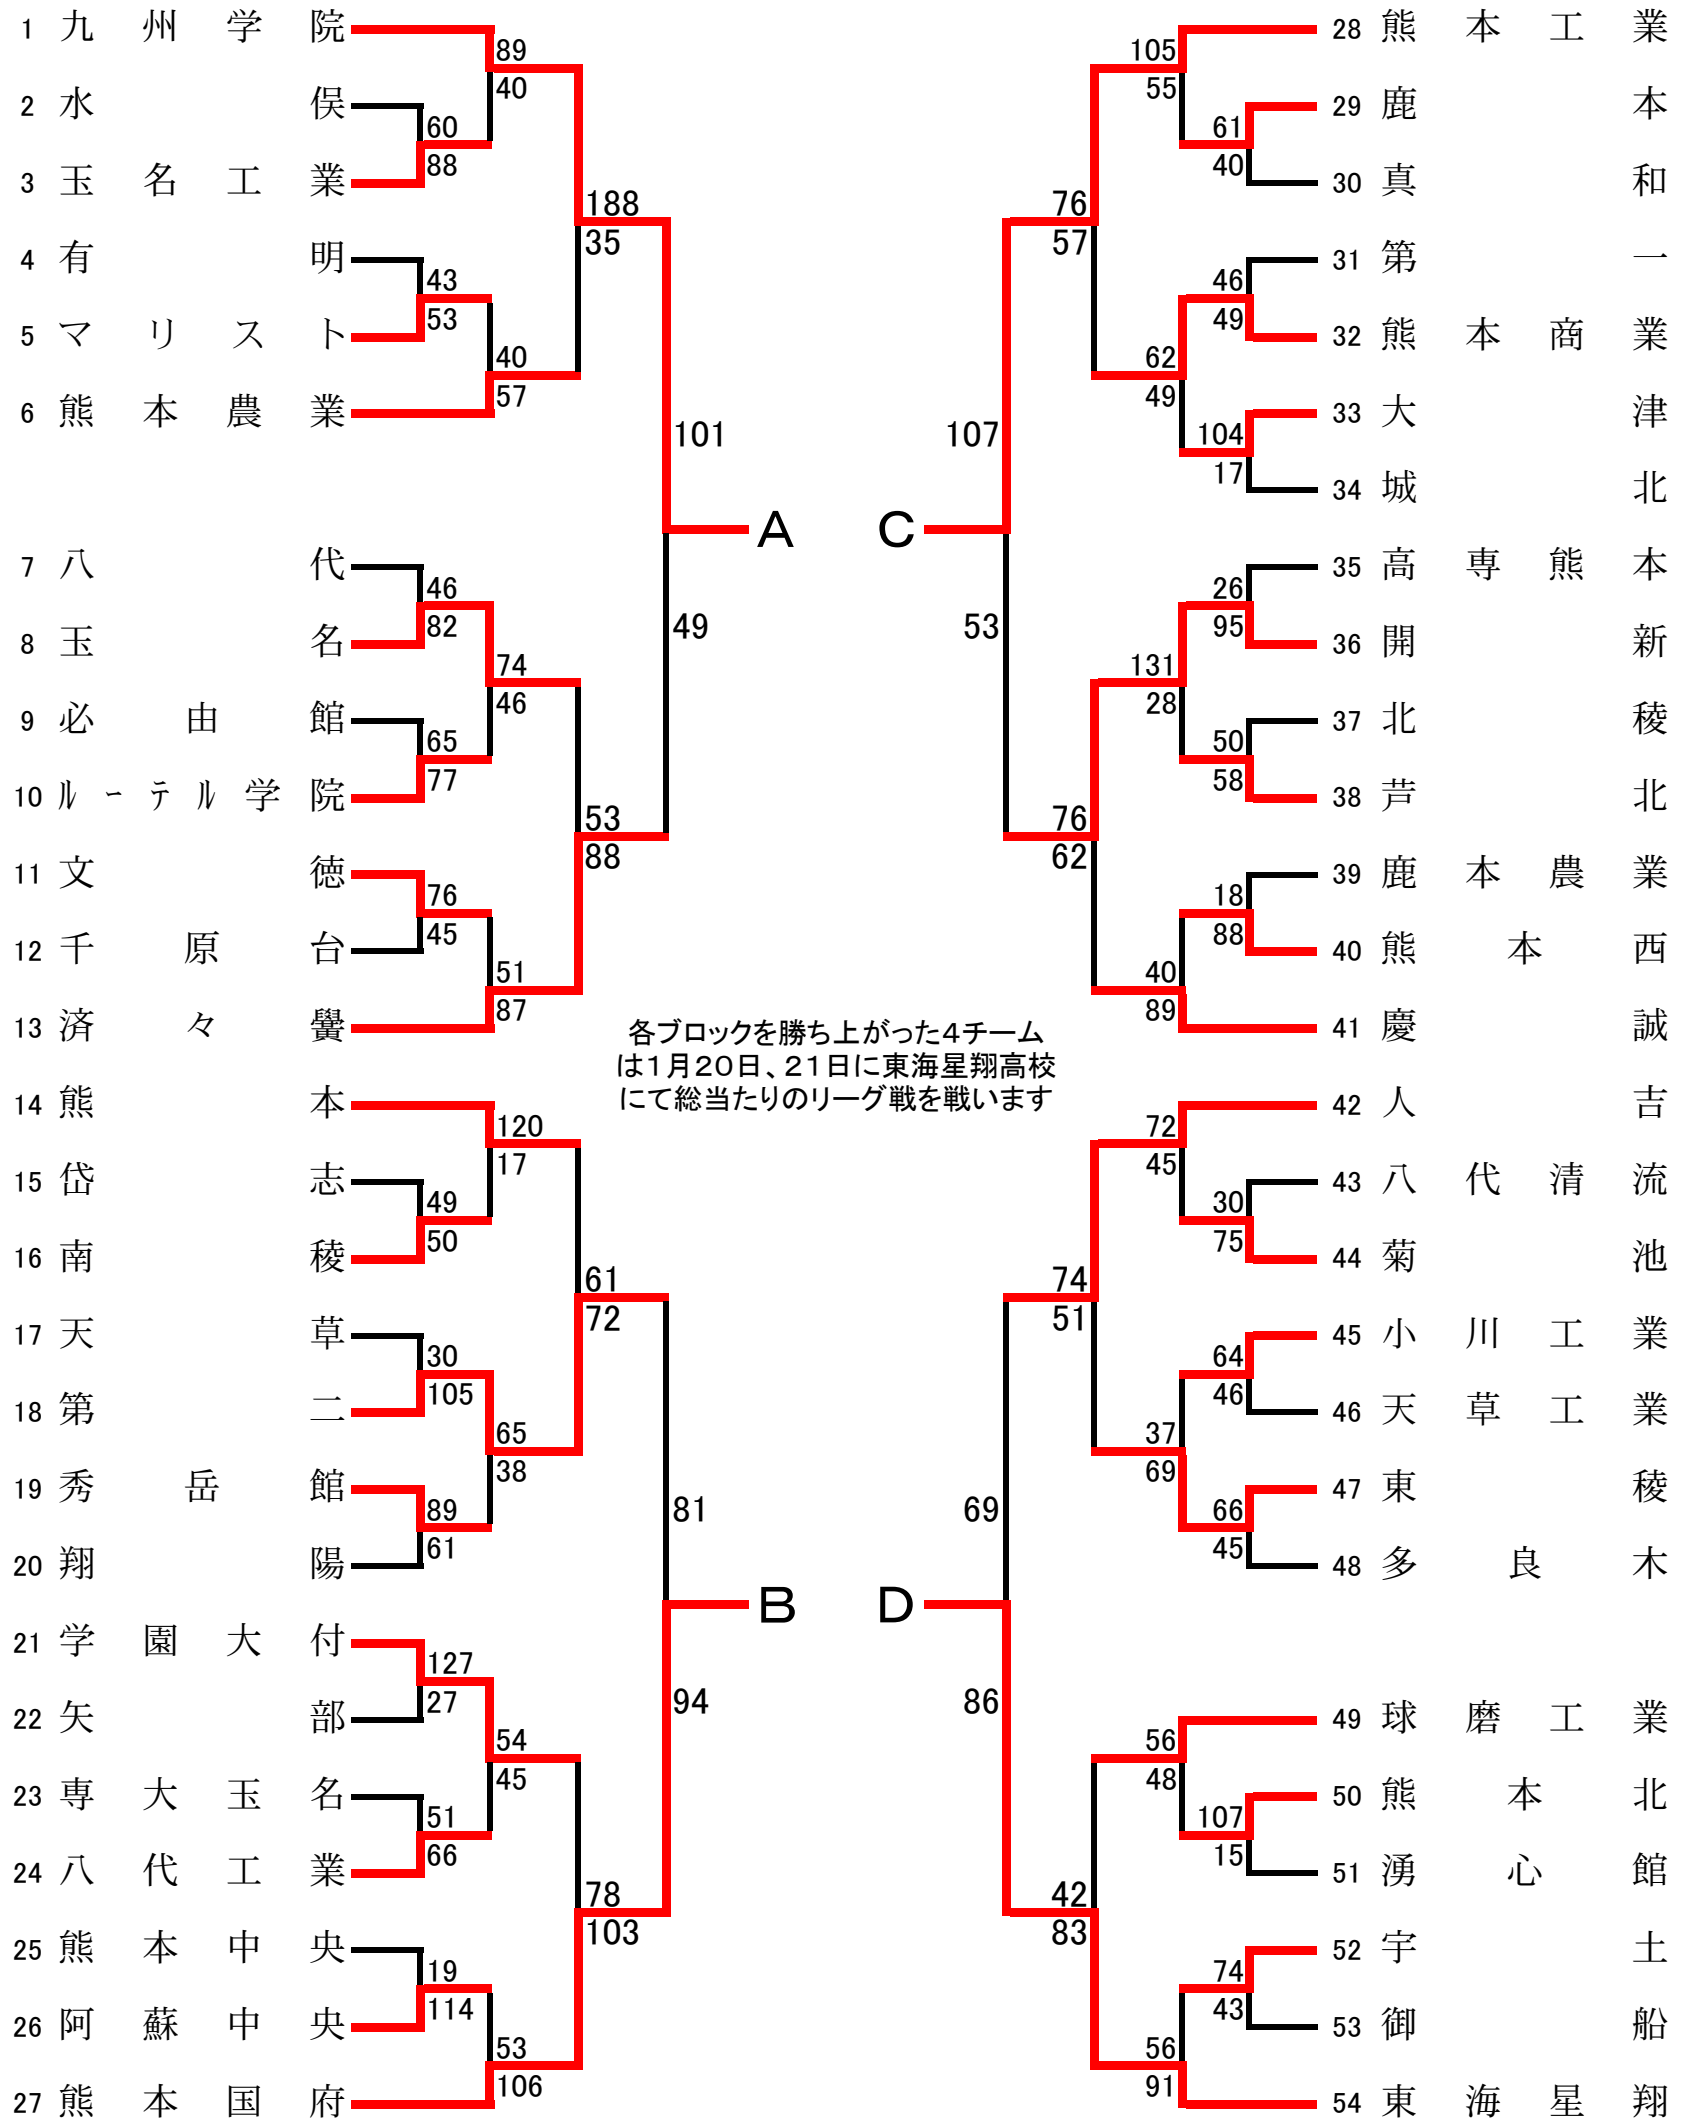 1 九州学院
2 水俣
3 玉名工業
4 有明
5 マリスト
6 熊本農業
7 八代
8 玉名
9 必由館
10 ルーテル学院
11 文徳
12 千原台
13 済々黌
14 熊本
15 岱志
16 南稜
17 天草
18 第二
19 秀岳館
20 翔陽
21 学園大付
22 矢部
23 専大玉名
24 八代工業
25 熊本中央
26 阿蘇中央
27 熊本国府
89
40
60
88
188
35
43
53
40
57
101
A
49
46
82
74
46
65
77
53
88
76
45
51
87
120
17
49
50
61
72
30
105
65
38
89
61
81
B
94
127
27
54
45
51
66
78
103
19
114
53
106
各ブロックを勝ち上がった4チーム
は1月20日、21日に東海星翔高校
にて総当たりのリーグ戦を戦います
105
55
61
40
76
57
46
49
62
49
104
17
107
C
53
26
95
131
28
50
58
76
62
18
88
40
89
72
45
30
75
74
51
64
46
37
69
66
45
69
D
86
56
48
107
15
42
83
74
43
56
91
28 熊本工業
29 鹿本
30 真和
31 第一
32 熊本商業
33 大津
34 城北
35 高専熊本
36 開新
37 北稜
38 芦北
39 鹿本農業
40 熊本西
41 慶誠
42 人吉
43 八代清流
44 菊池
45 小川工業
46 天草工業
47 東稜
48 多良木
49 球磨工業
50 熊本北
51 湧心館
52 宇土
53 御船
54 東海星翔